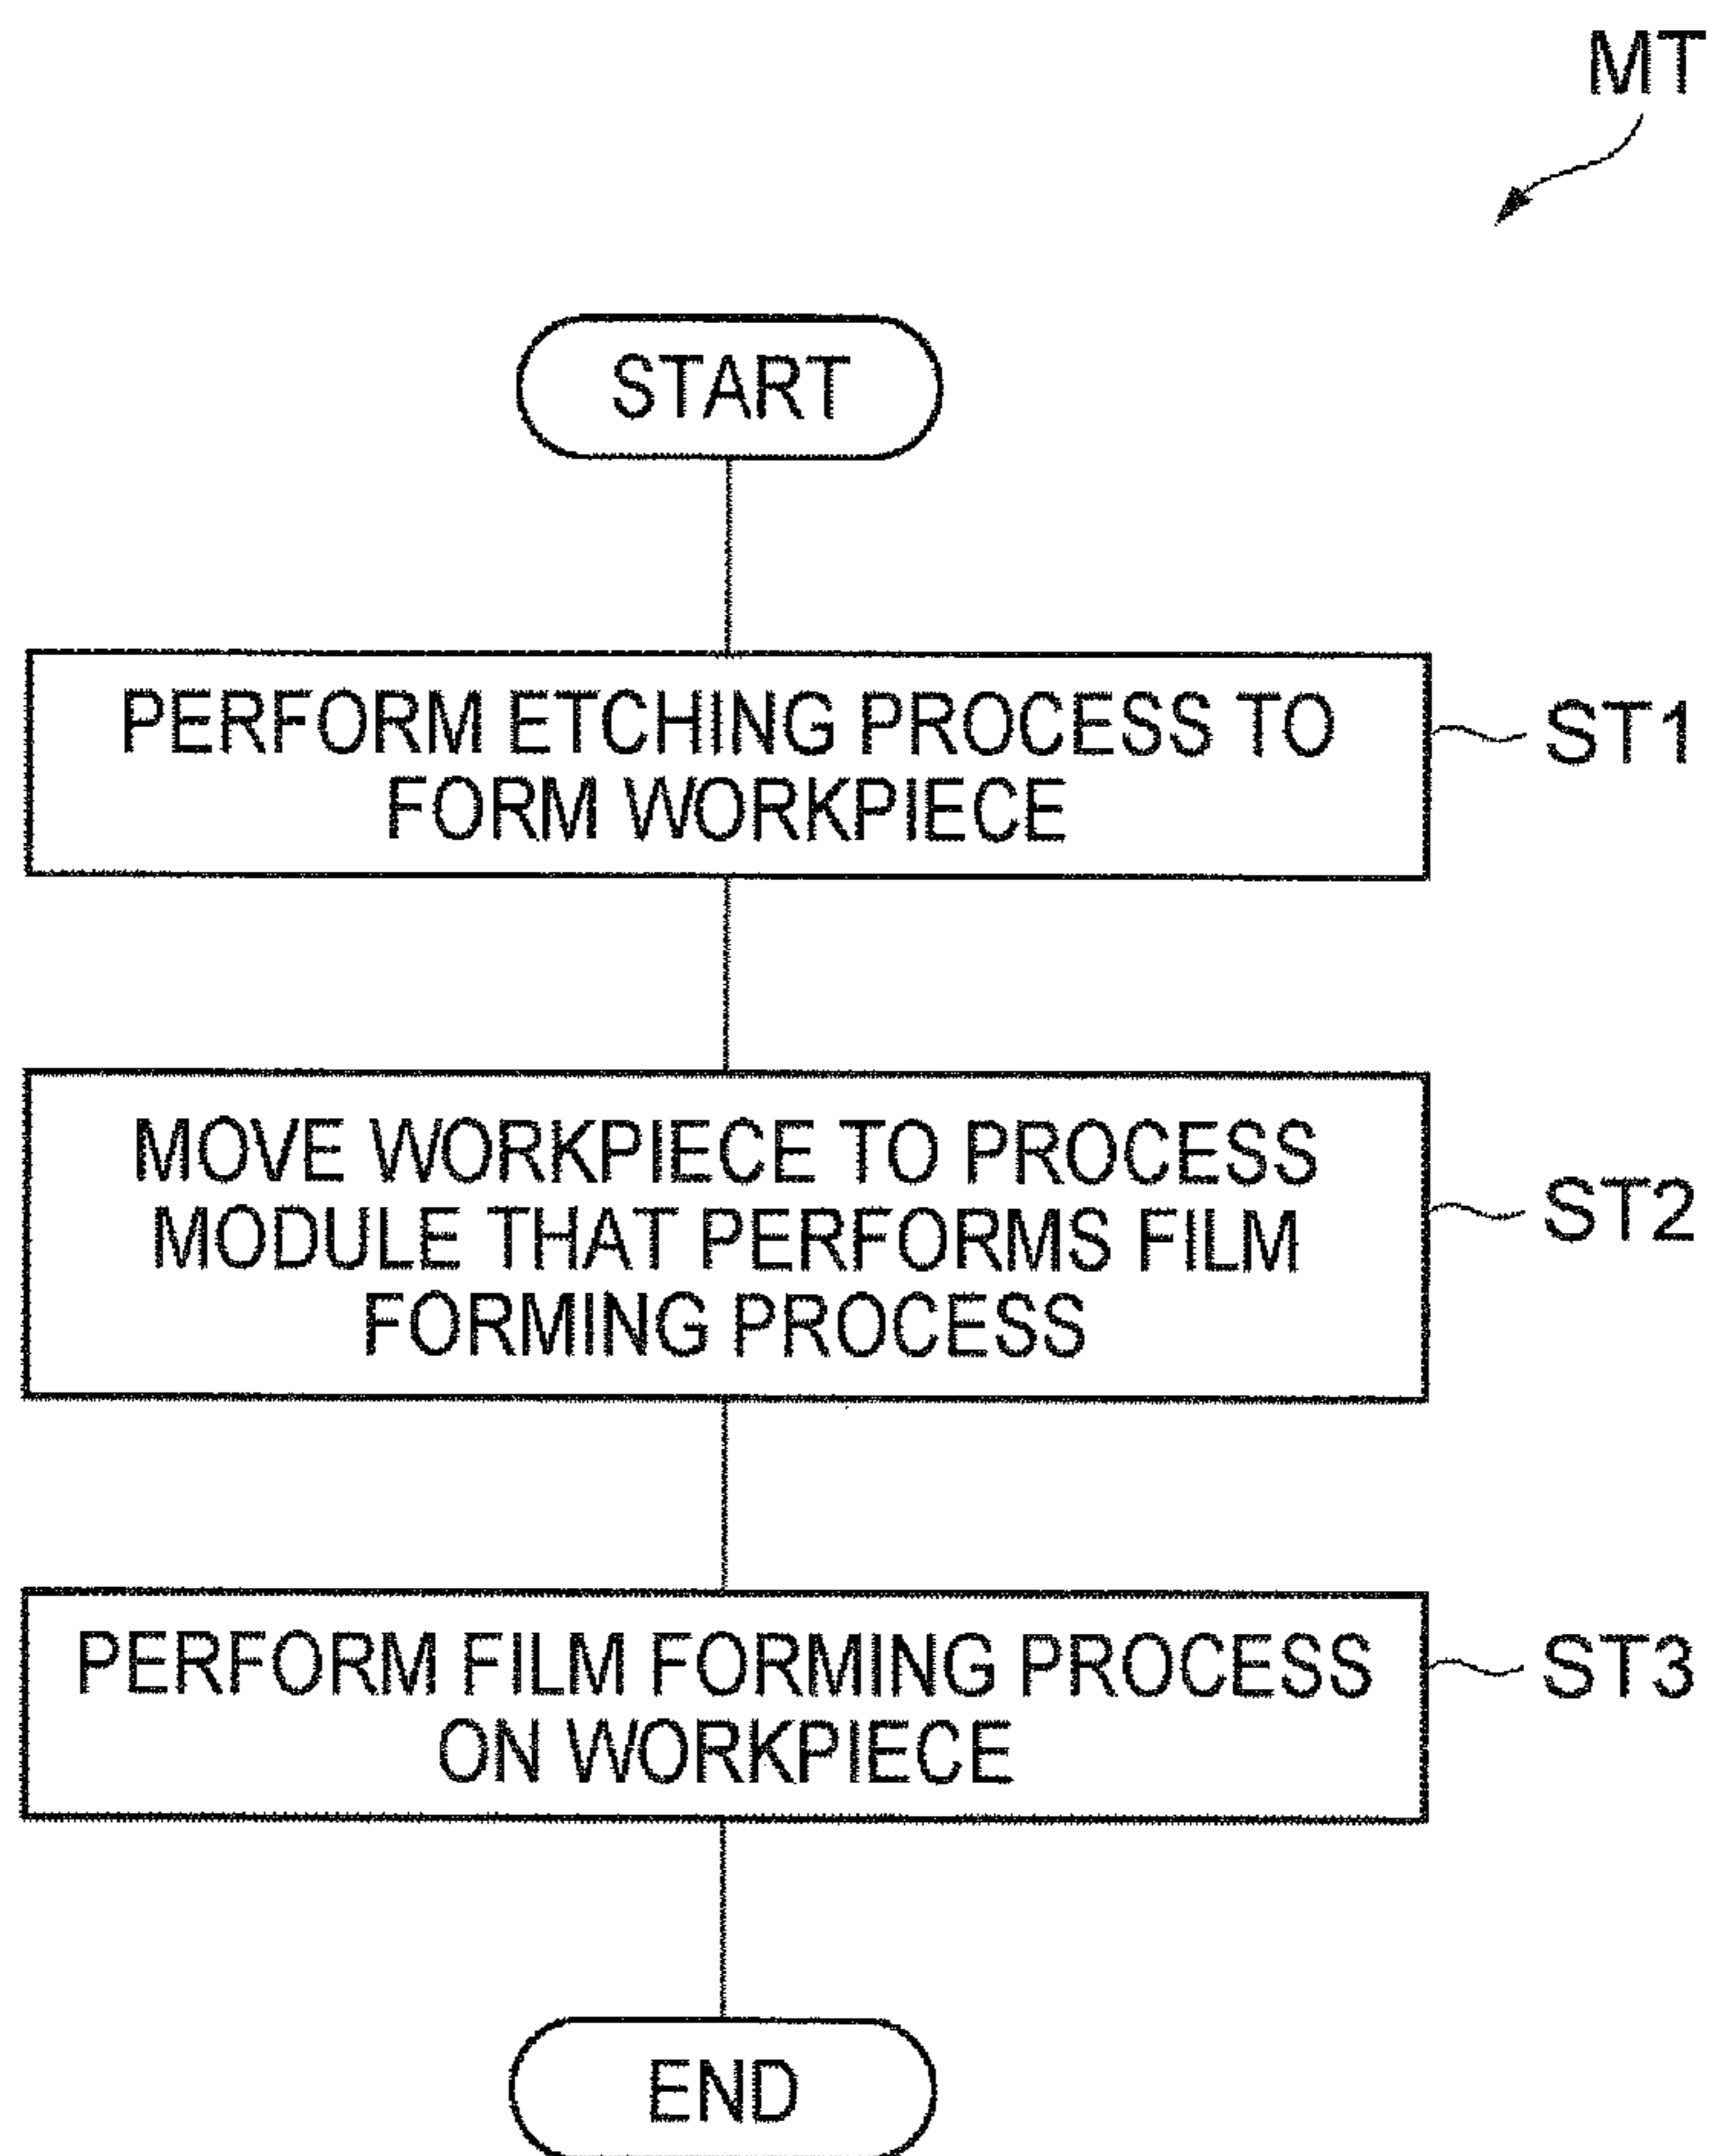 MT
START
PERFORM ETCHING PROCESS TO
FORM WORKPIECE
ST1
MOVE WORKPIECE TO PROCESS
MODULE THAT PERFORMS FILM
FORMING PROCESS
ST2
PERFORM FILM FORMING PROCESS
ON WORKPIECE
ST3
END